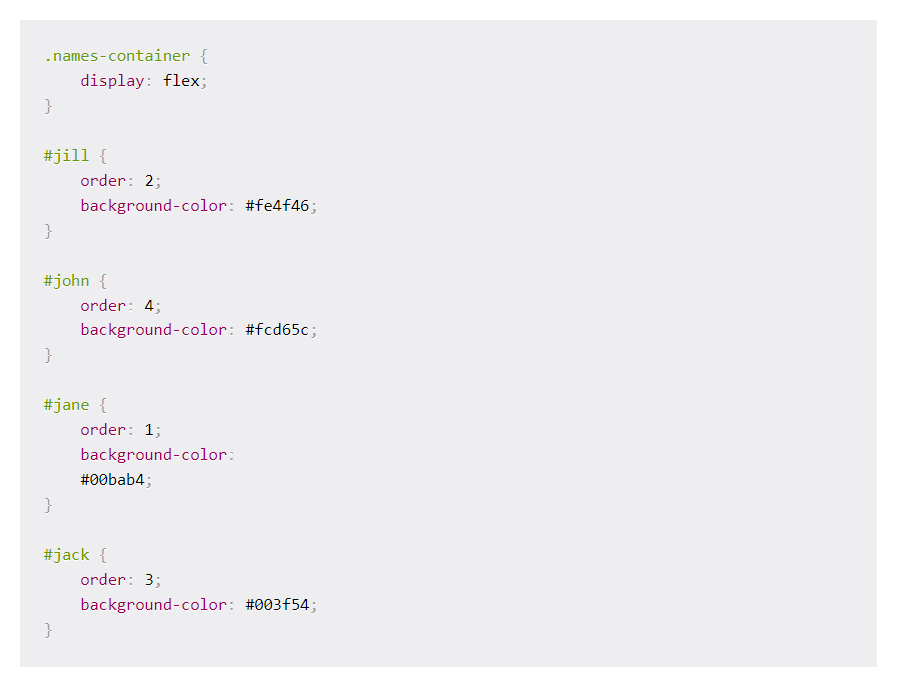 .names-container {
    display: flex;
}

#jill {
    order: 2;
    background-color: #fe4f46;
}

#john {
    order: 4;
    background-color: #fcd65c;
}

#jane {
    order: 1;
    background-color:
    #00bab4;
}

#jack {
    order: 3;
    background-color: #003f54;
}